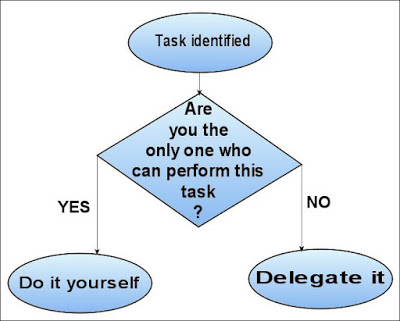 Task identified
Are
you the
only one who
can perform this
task
?
YES
NO
Do it yourself
Delegate it